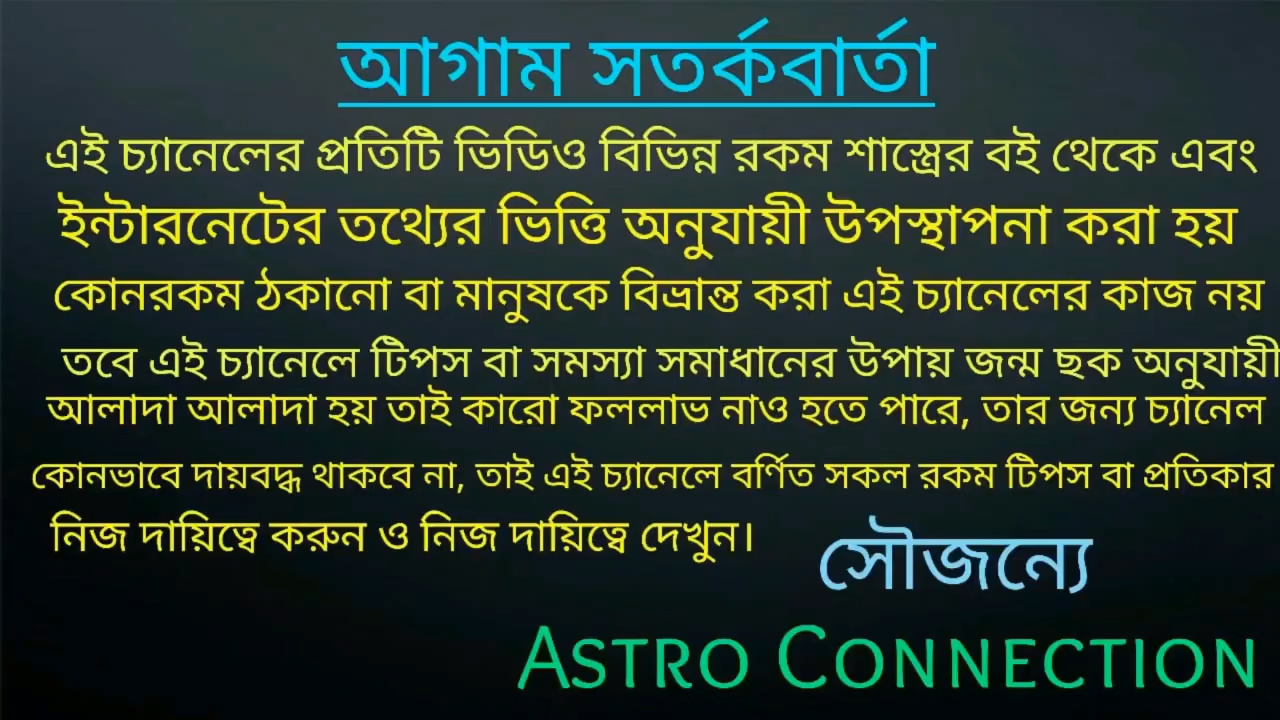 আগাম সতর্কবার্তা
এই চ্যানেলের প্রতিটি ভিডিও বিভিন্ন রকম শাস্ত্রের বই থেকে এবং
ইন্টারনেটের তথ্যের ভিত্তি অনুযায়ী উপস্থাপনা করা হয়
কোনরকম ঠকানো বা মানুষকে বিভ্রান্ত করা এই চ্যানেলের কাজ নয়
তবে এই চ্যানেলে টিপস বা সমস্যা সমাধানের উপায় জন্ম ছক অনুযায়ী
আলাদা আলাদা হয় তাই কারো ফললাভ নাও হতে পারে, তার জন্য চ্যানেল
কোনভাবে দায়বদ্ধ থাকবে না, তাই এই চ্যানেলে বর্ণিত সকল রকম টিপস বা প্রতিকার
নিজ দায়িত্বে করুন ও নিজ দায়িত্বে দেখুন।
সৌজন্যে
ASTRO CONNECTION